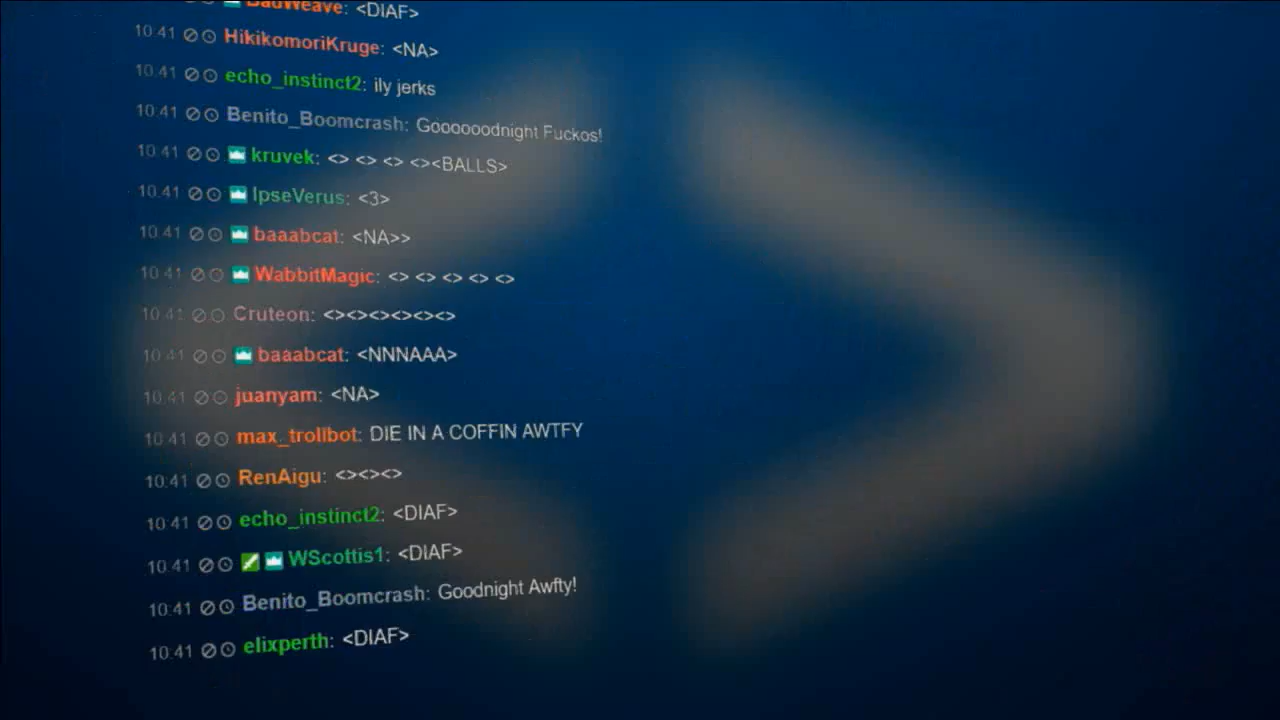 BadWeave: <DIAF>
10:41 HikikomoriKruge: <NA>
10:41 echo_instinct2: ily jerks
10:41 Benito_Boomcrash: Goooooodnight Fuckos!
10:41 kruvek: <> <> <> <><BALLS>
10:41 IpseVerus: <3>
10:41 baaabcat: <NA>>
10:41 WabbitMagic: <> <> <> <> <>
10:41 Cruteon: <><><><><><>
10:41 baaabcat: <NNNAAA>
10:41 juanyam: <NA>
10:41 max_trollbot: DIE IN A COFFIN AWTFY
10:41 RenAigu: <><><>
10:41 echo_instinct2: <DIAF>
10:41 WScottis1: <DIAF>
10:41 Benito_Boomcrash: Goodnight Awfty!
10:41 elixperth: <DIAF>